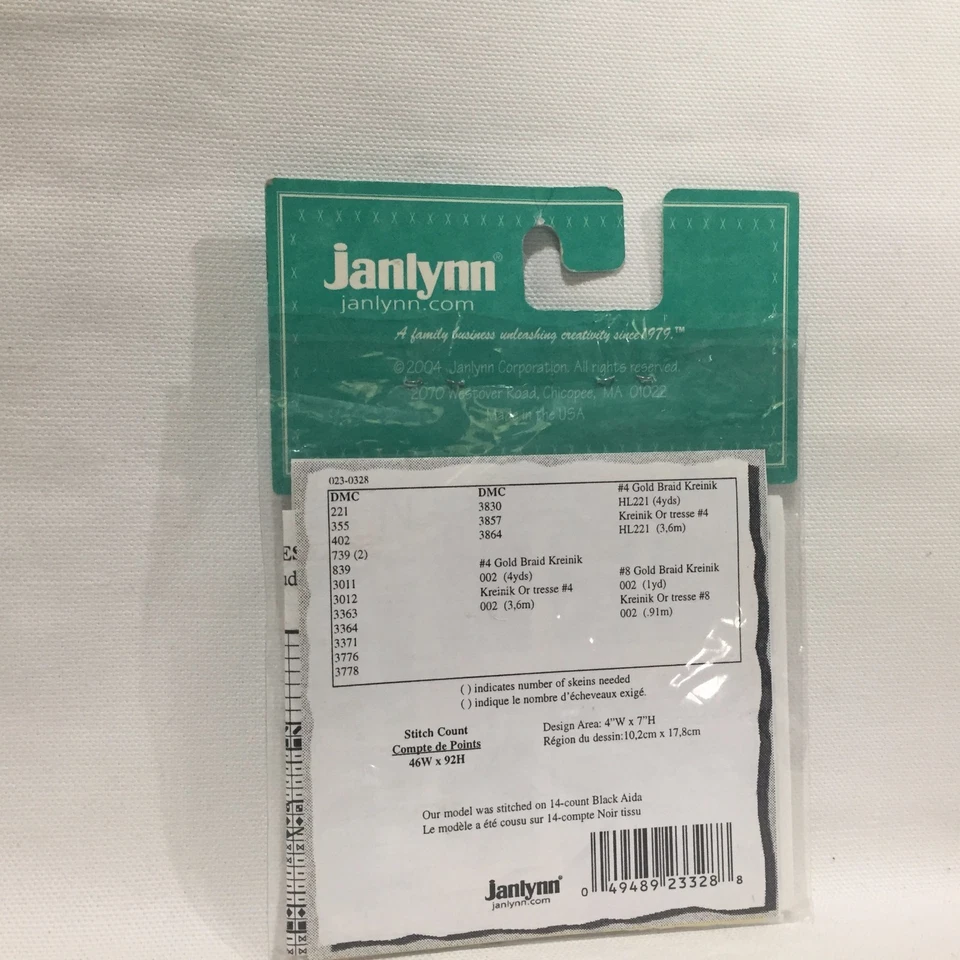 janlynn®
janlynn.com
A family business unleashing creativity since 1979.™
©2004 Janlynn Corporation. All rights reserved.
2070 Westover Road, Chicopee, MA 01022
Made in the USA
023-0328
DMC
221
355
402
739 (2)
839
3011
3012
3363
3364
3371
3776
3778
DMC
3830
3857
3864
#4 Gold Braid Kreinik
002 (4yds)
Kreinik Or tresse #4
002 (3,6m)
#4 Gold Braid Kreinik
HL221 (4yds)
Kreinik Or tresse #4
HL221 (3,6m)
#8 Gold Braid Kreinik
002 (1yd)
Kreinik Or tresse #8
002 (.91m)
( ) indicates number of skeins needed
( ) indique le nombre d'écheveaux exigé.
Stitch Count
Compte de Points
46W x 92H
Design Area: 4"W x 7"H
Région du dessin:10,2cm x 17,8cm
Our model was stitched on 14-count Black Aida
Le modèle a été cousu sur 14-compte Noir tissu
janlynn®
janlynn.com
0 49489 23328 8